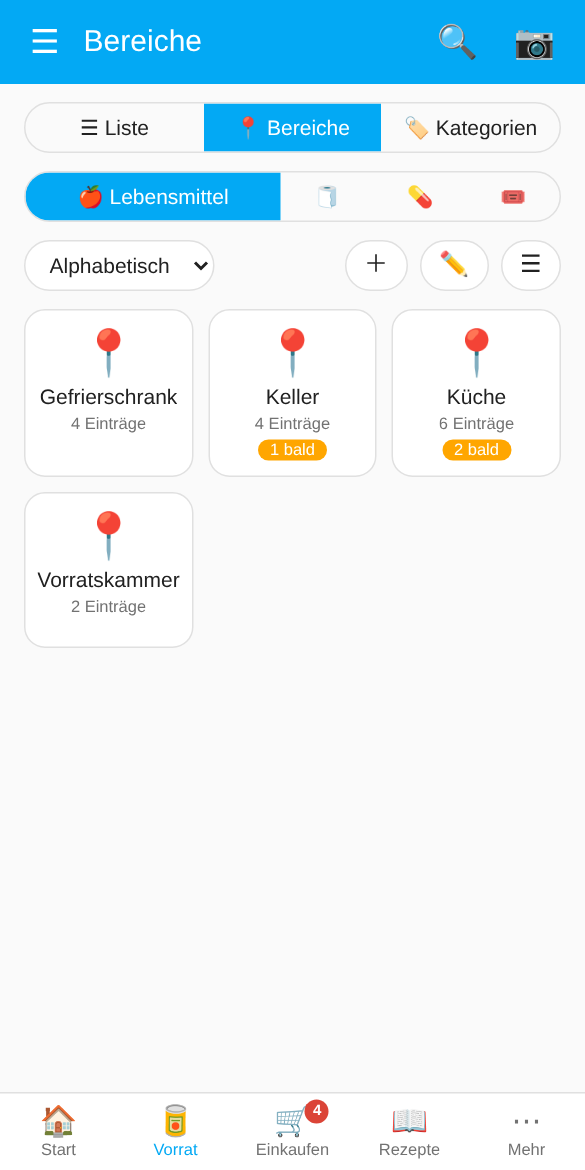 Bereiche
Liste
Bereiche
Kategorien
Lebensmittel
Alphabetisch
Gefrierschrank
4 Einträge
Keller
4 Einträge
1 bald
Küche
6 Einträge
2 bald
Vorratskammer
2 Einträge
4
Start
Vorrat
Einkaufen
Rezepte
Mehr